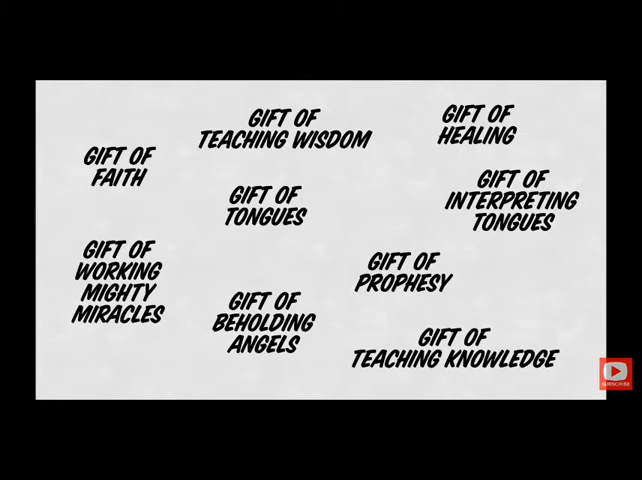 GIFT OF
TEACHING WISDOM
GIFT OF
HEALING
GIFT OF
FAITH
GIFT OF
TONGUES
GIFT OF
INTERPRETING
TONGUES
GIFT OF
WORKING
MIGHTY
MIRACLES
GIFT OF
PROPHESY
GIFT OF
BEHOLDING
ANGELS
GIFT OF
TEACHING KNOWLEDGE
SUBSCRIBE